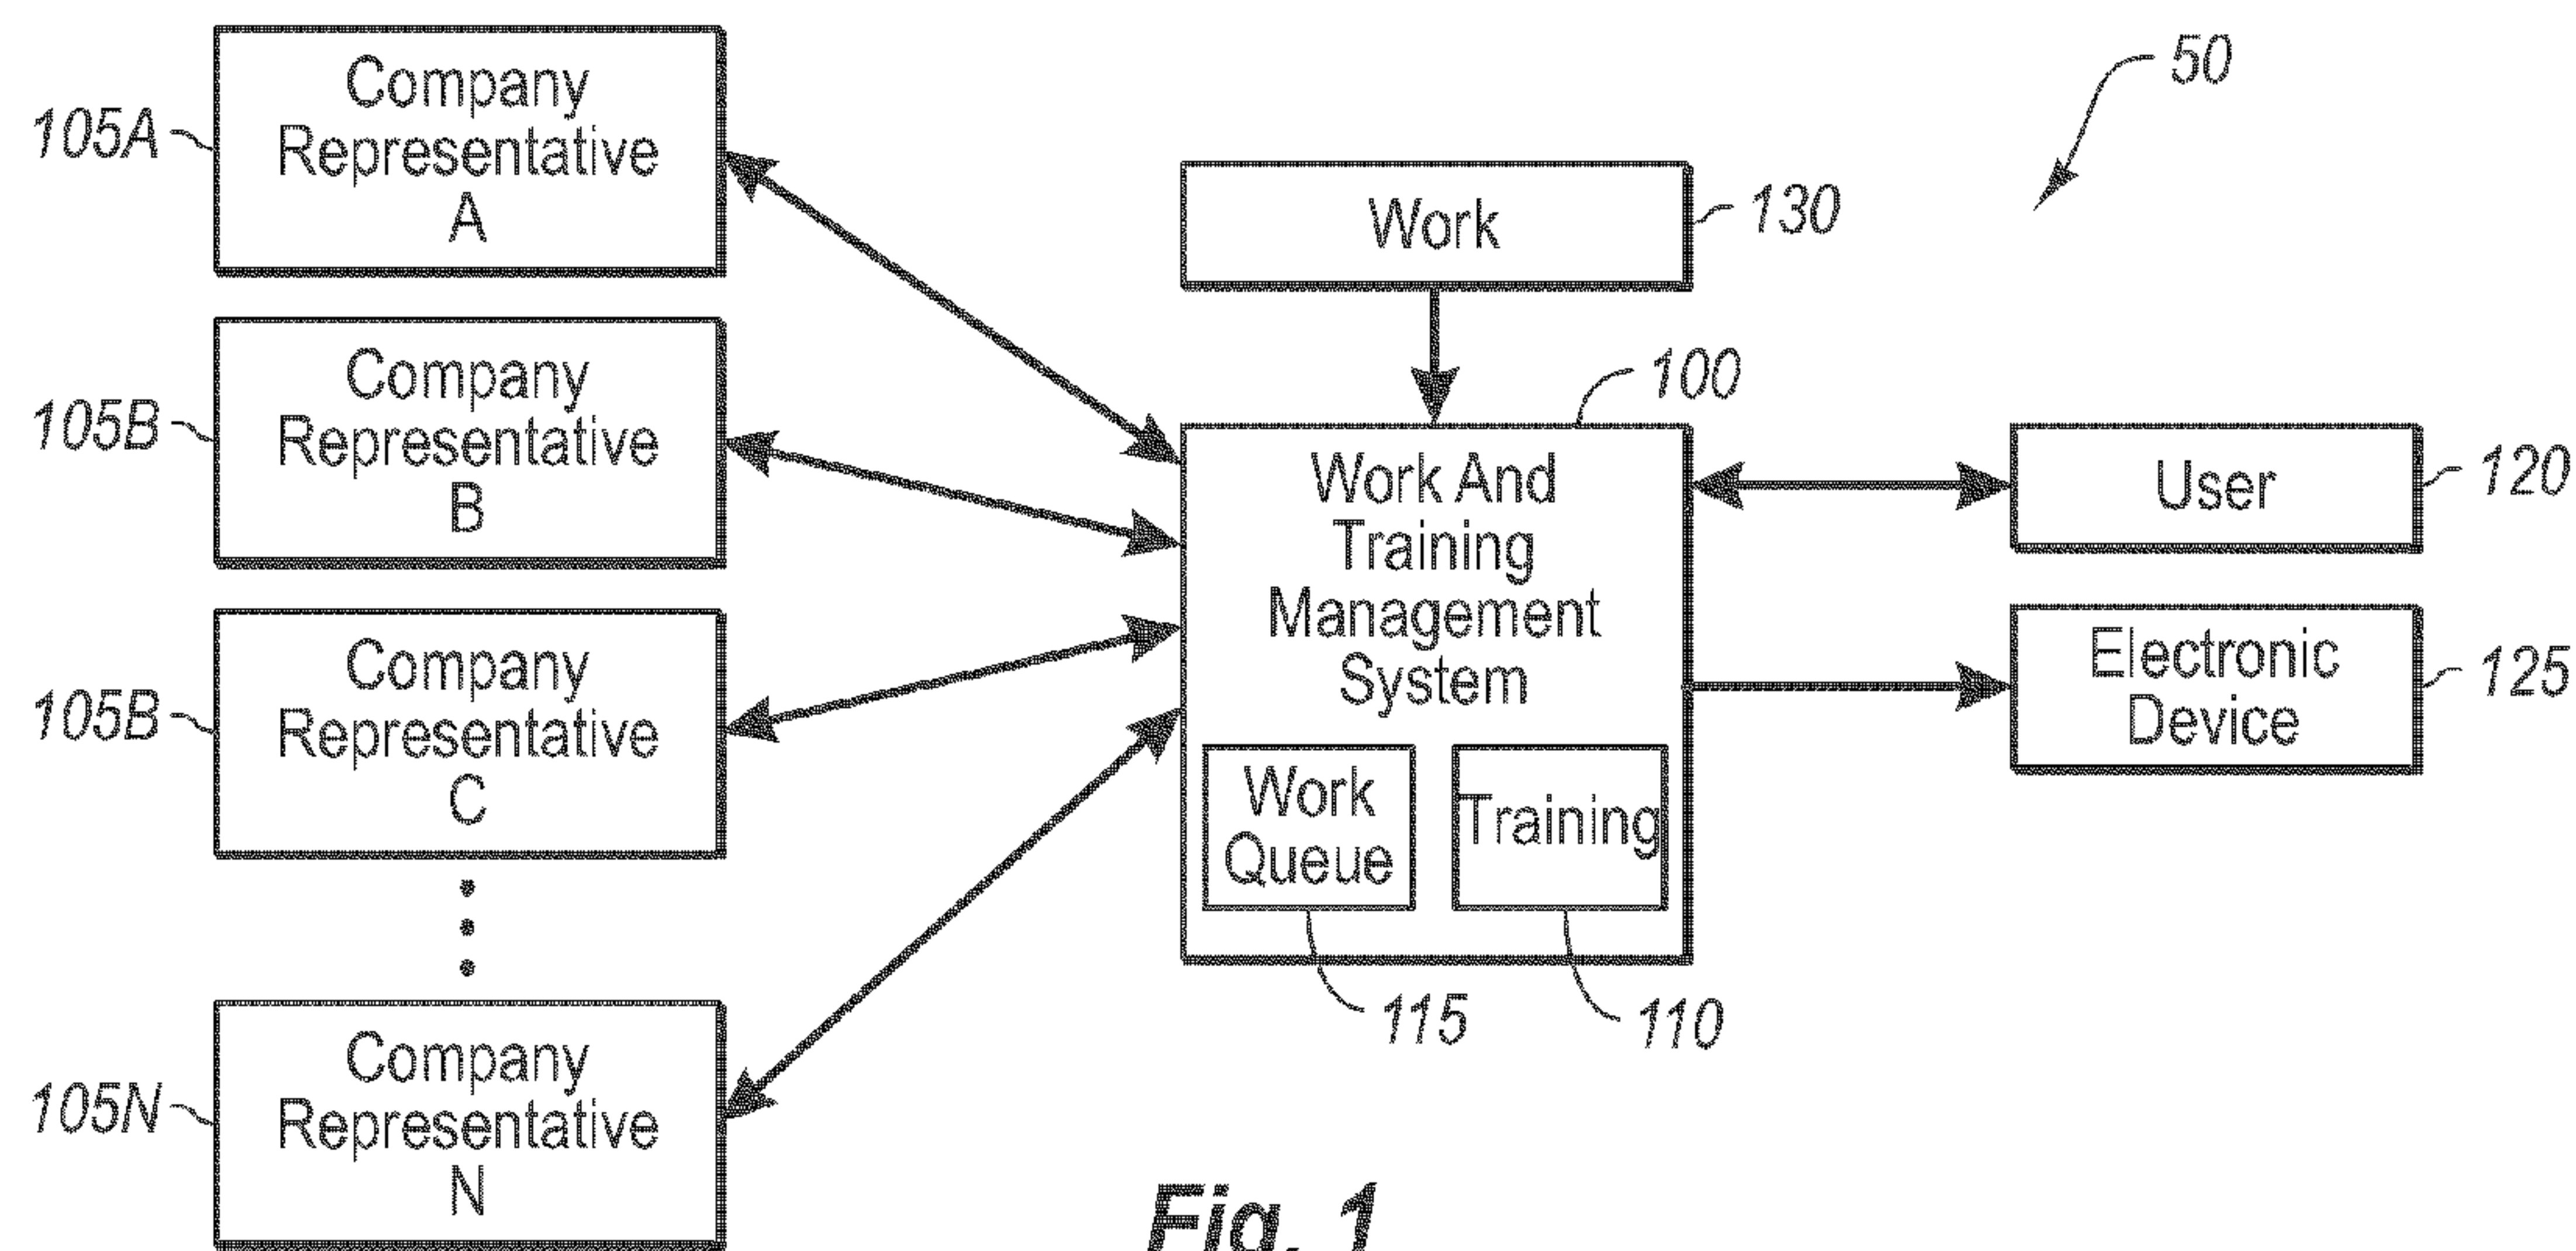 Company
Representative
A
105A
Company
Representative
B
105B
Company
Representative
C
105B
Company
Representative
N
105N
Work
130
50
100
Work And
Training
Management
System
Work
Queue
Training
115
110
User
120
Electronic
Device
125
Fig. 1